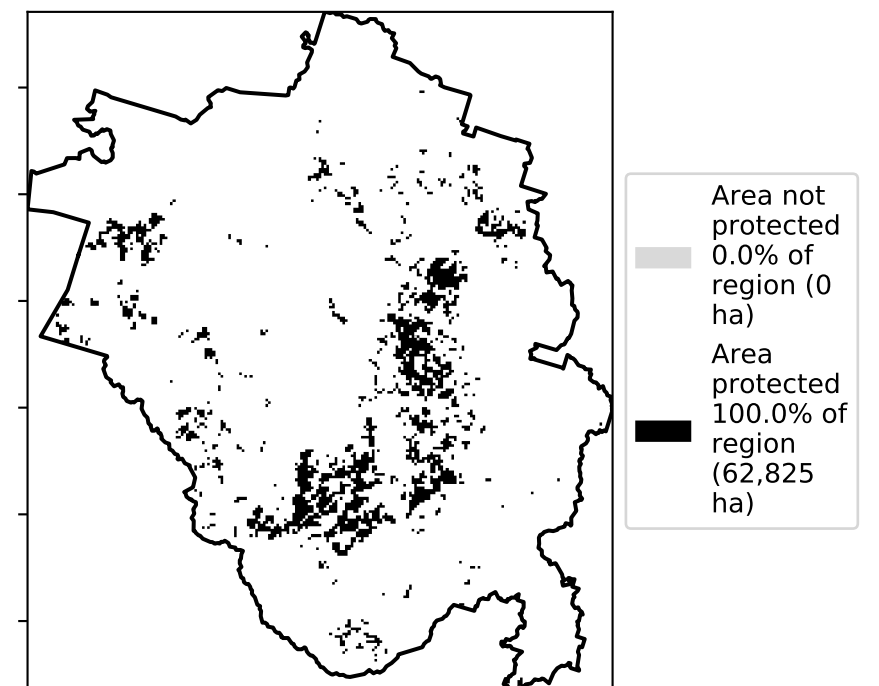 Area not
protected
0.0% of
region (0
ha)
Area
protected
100.0% of
region
(62,825
ha)